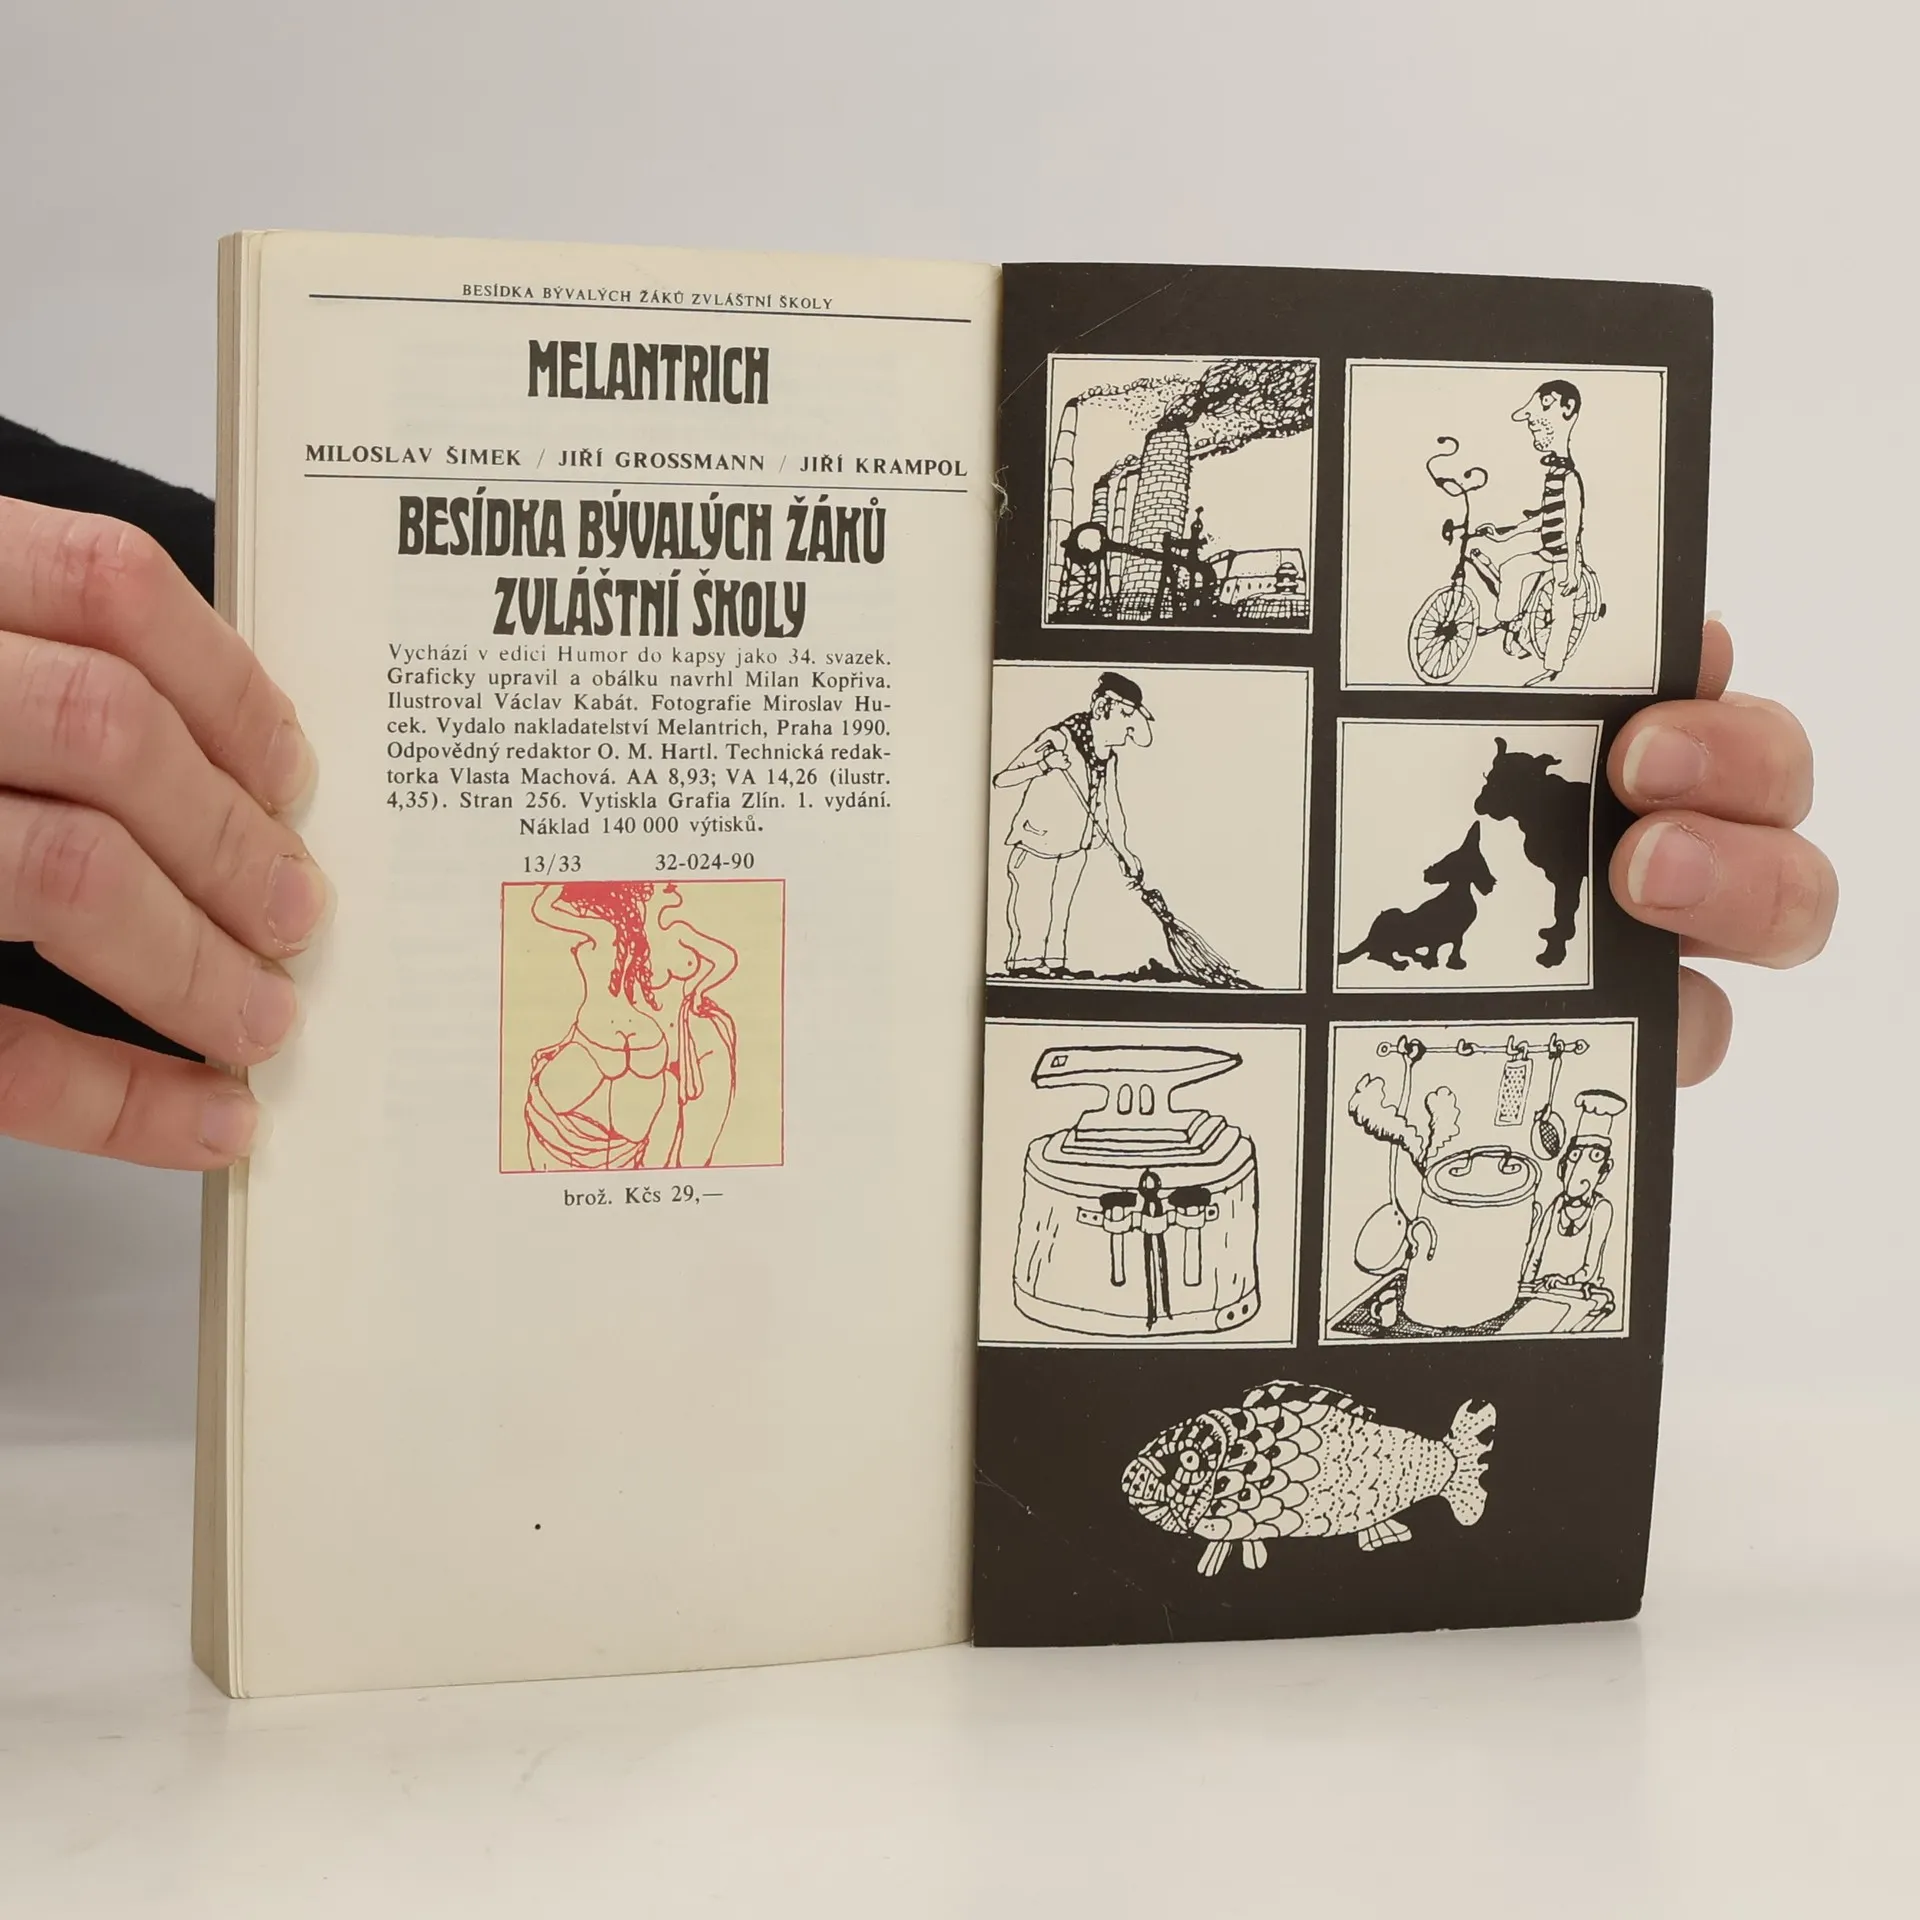 BESÍDKA BÝVALÝCH ŽÁKŮ ZVLÁŠTNÍ ŠKOLY
MELANTRICH
MILOSLAV ŠIMEK / JIŘÍ GROSSMANN / JIŘÍ KRAMPOL
BESÍDKA BÝVALÝCH ŽÁKŮ
ZVLÁŠTNÍ ŠKOLY
Vychází v edici Humor do kapsy jako 34. svazek.
Graficky upravil a obálku navrhl Milan Kopřiva.
Ilustroval Václav Kabát. Fotografie Miroslav Hu-
cek. Vydalo nakladatelství Melantrich, Praha 1990.
Odpovědný redaktor O. M. Hartl. Technická redak-
torka Vlasta Machová. AA 8,93; VA 14,26 (ilustr.
4,35). Stran 256. Vytiskla Grafia Zlín. 1. vydání.
Náklad 140 000 výtisků.
13/33 32-024-90
brož. Kčs 29,—